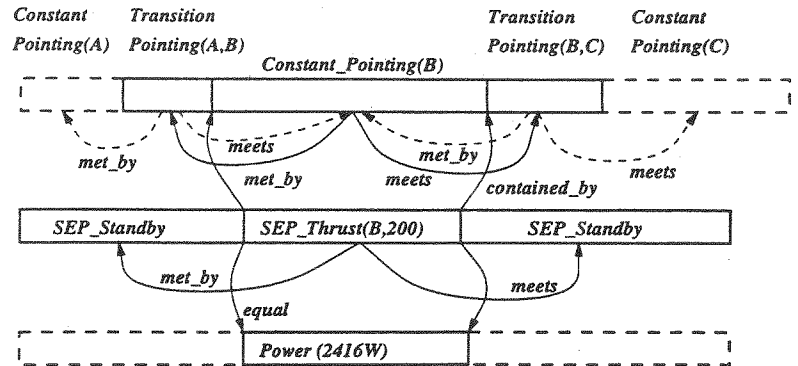 Constant Transition Transition Constant
Pointing(A) Pointing(A,B) Pointing(B,C) Pointing(C)
Constant_Pointing(B)
met_by meets met_by meets met_by contained_by meets
SEP_Standby SEP_Thrust(B,200) SEP_Standby
met_by meets
equal
Power (2416W)